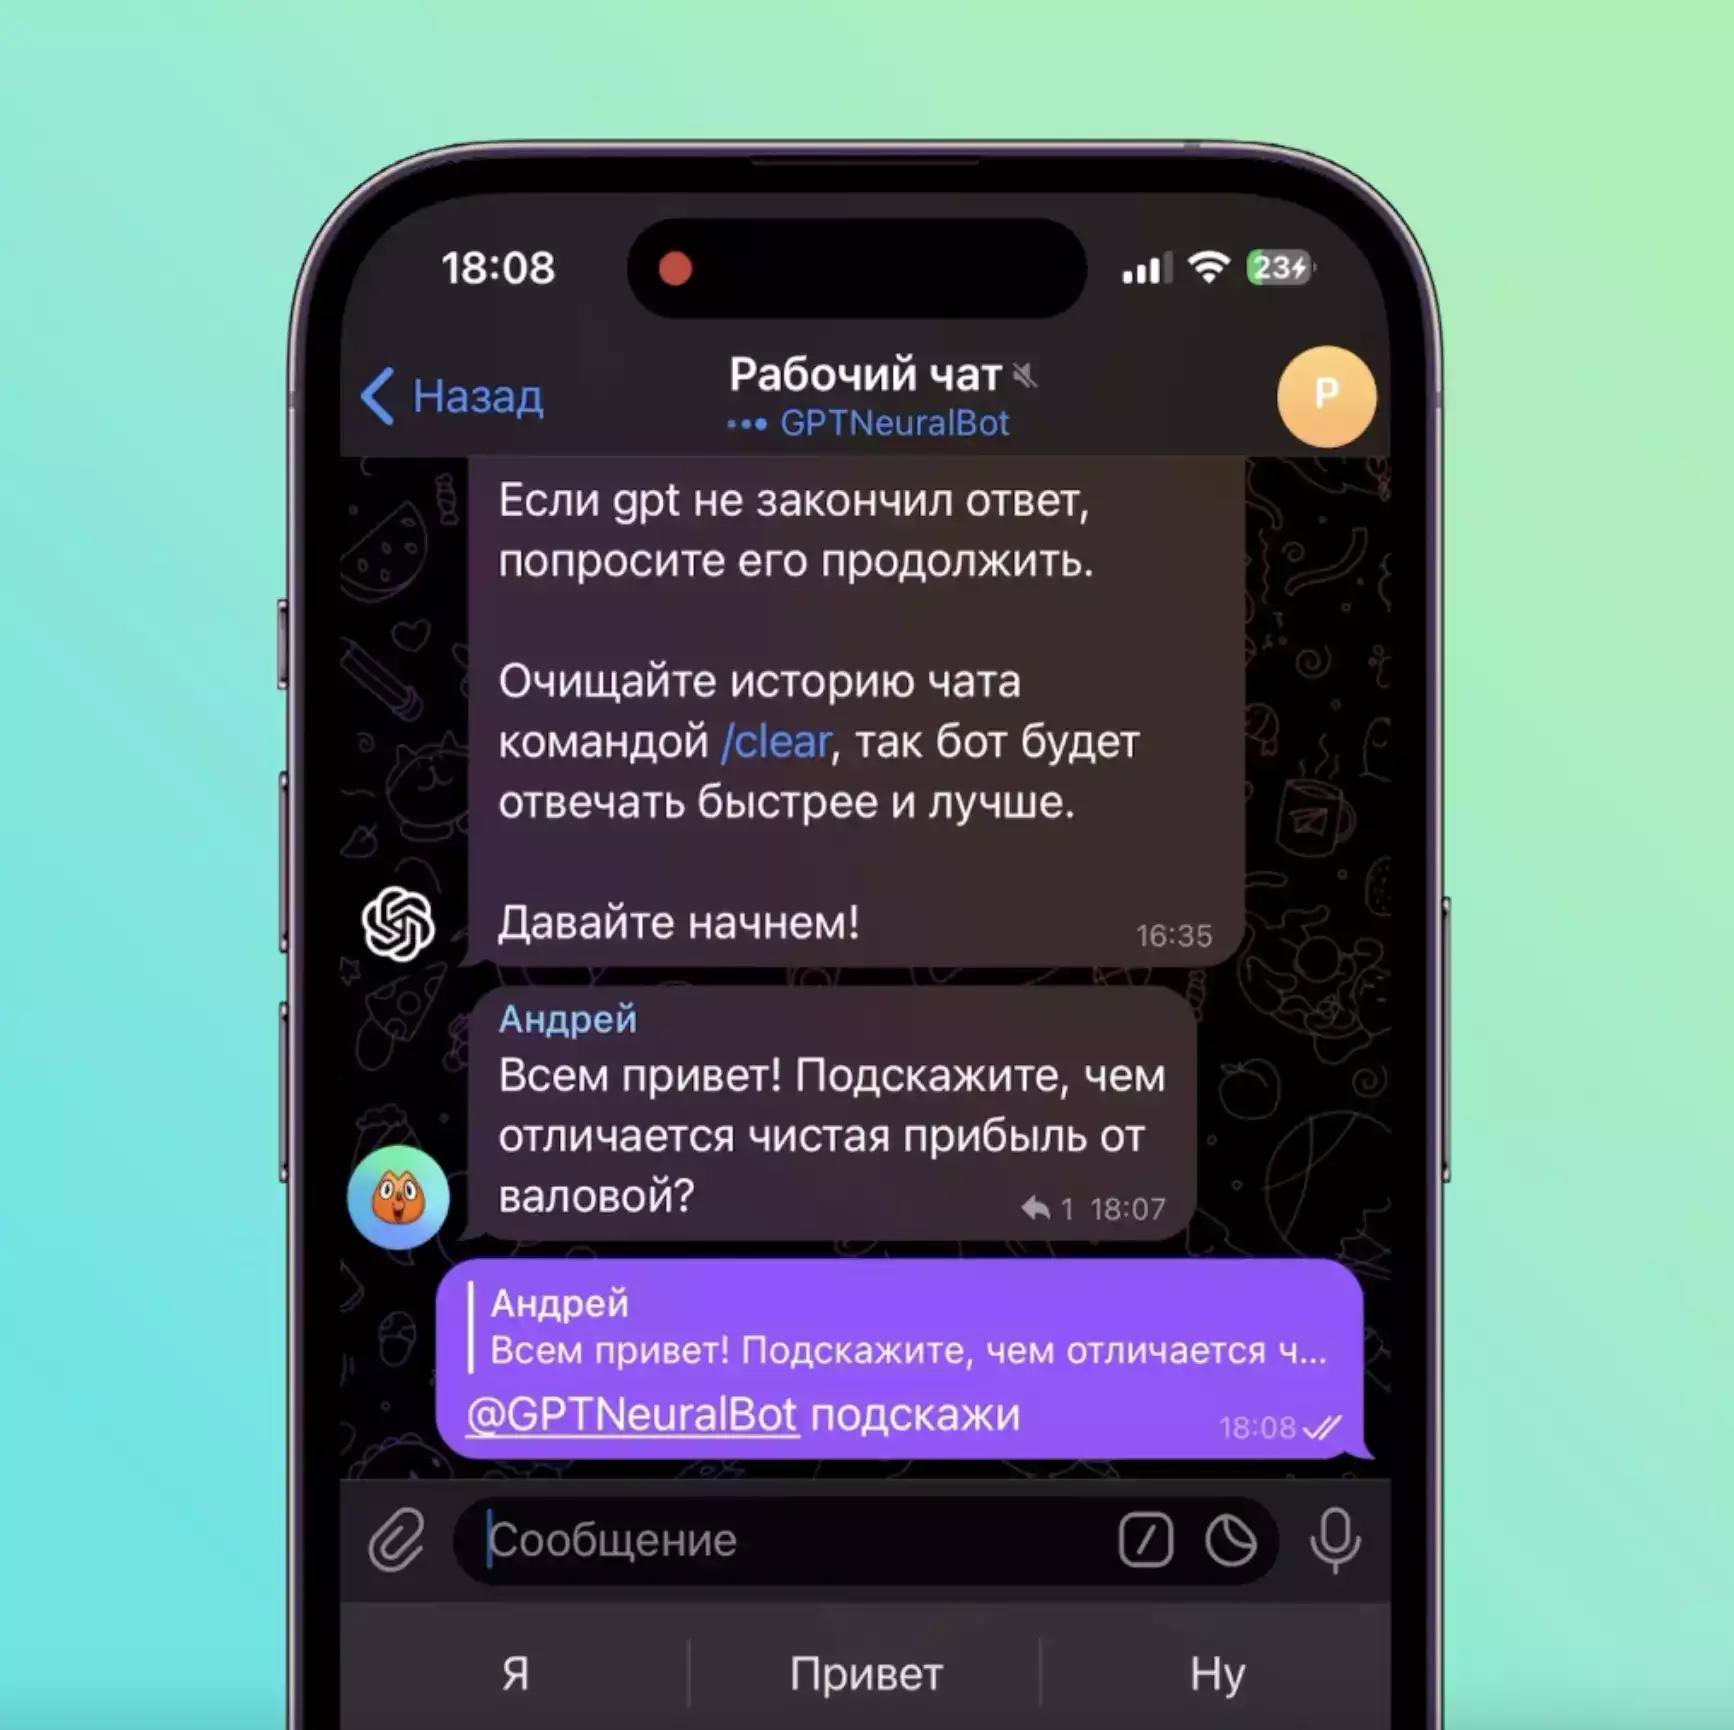 18:08
23
Назад
Рабочий чат
GPTNeuralBot
Р
Если gpt не закончил ответ,
попросите его продолжить.
Очищайте историю чата
командой /clear, так бот будет
отвечать быстрее и лучше.
Давайте начнем!
16:35
Андрей
Всем привет! Подскажите, чем
отличается чистая прибыль от
валовой?
1 18:07
Андрей
Всем привет! Подскажите, чем отличается ч...
@GPTNeuralBot подскажи
18:08
Сообщение
Я
Привет
Ну